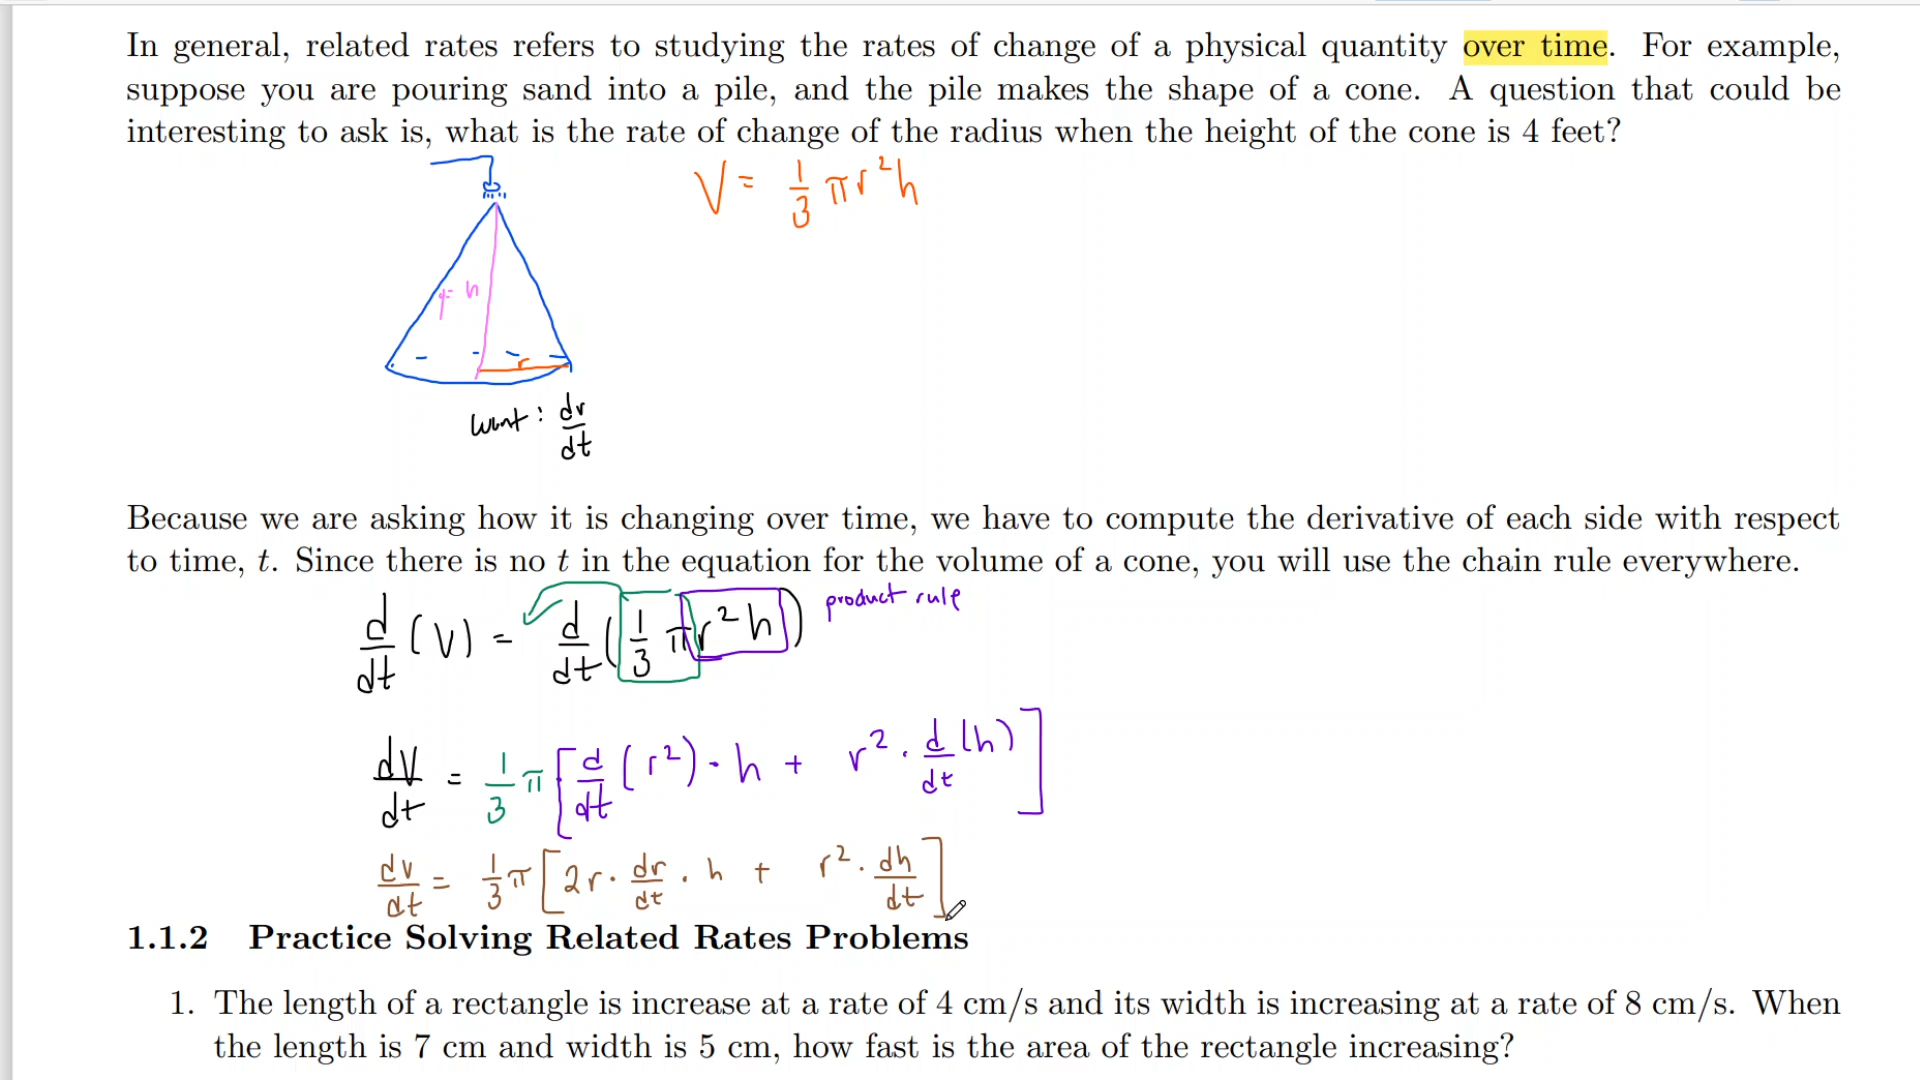 In general, related rates refers to studying the rates of change of a physical quantity over time. For example,
suppose you are pouring sand into a pile, and the pile makes the shape of a cone. A question that could be
interesting to ask is, what is the rate of change of the radius when the height of the cone is 4 feet?
V = 1/3 πr²h
4 = h
r
want: dr/dt
Because we are asking how it is changing over time, we have to compute the derivative of each side with respect
to time, t. Since there is no t in the equation for the volume of a cone, you will use the chain rule everywhere.
d/dt (V) = d/dt (1/3 πr²h) product rule
dV/dt = 1/3 π [d/dt (r²) · h + r² · d/dt (h)]
dv/dt = 1/3 π [2r · dr/dt · h + r² · dh/dt]
1.1.2 Practice Solving Related Rates Problems
1. The length of a rectangle is increase at a rate of 4 cm/s and its width is increasing at a rate of 8 cm/s. When
the length is 7 cm and width is 5 cm, how fast is the area of the rectangle increasing?